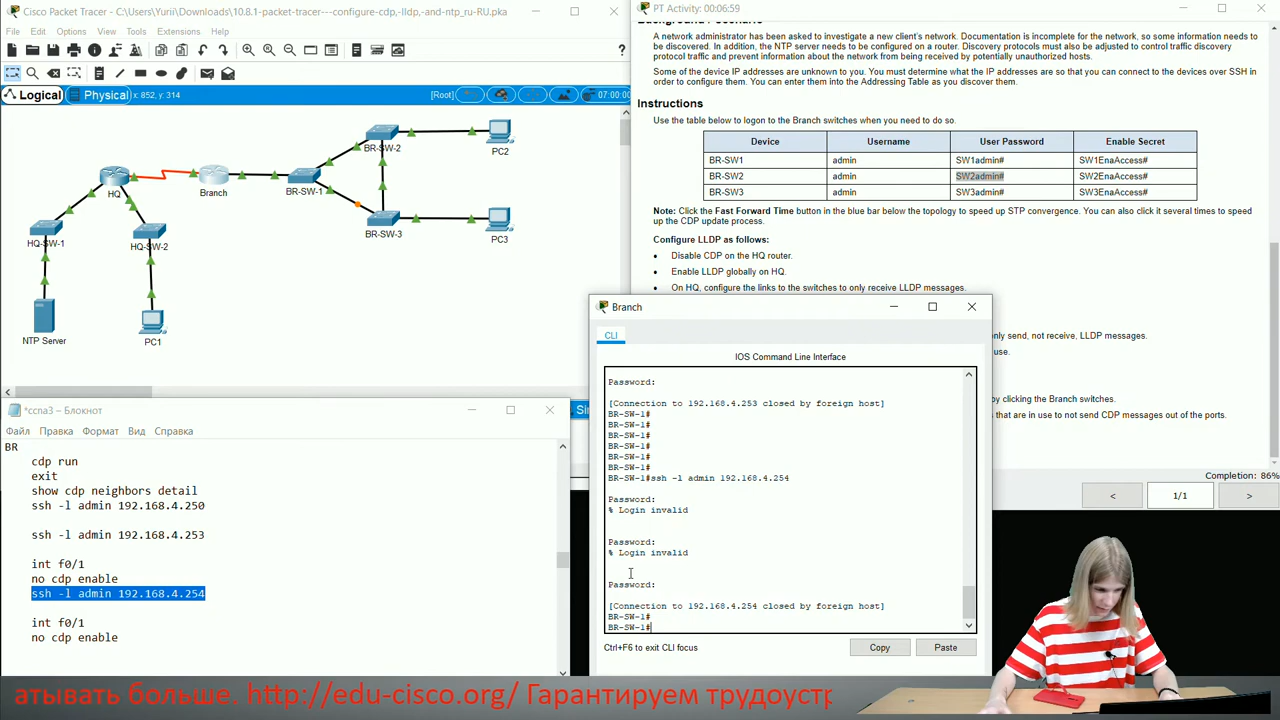 Cisco Packet Tracer - C:\Users\Yurii\Downloads\10.8.1-packet-tracer---configure-cdp,-lldp,-and-ntp_ru-RU.pka
File Edit Options View Tools Extensions Help
?
Logical Physical x: 852, y: 314 [Root] 07:00:00
BR-SW-2
PC2
HQ
Branch
BR-SW-1
HQ-SW-1
HQ-SW-2
BR-SW-3
PC3
NTP Server
PC1
PT Activity: 00:06:59
Background / Scenario
A network administrator has been asked to investigate a new client's network. Documentation is incomplete for the network, so some information needs to
be discovered. In addition, the NTP server needs to be configured on a router. Discovery protocols must also be adjusted to control traffic discovery
protocol traffic and prevent information about the network from being received by potentially unauthorized hosts.
Some of the device IP addresses are unknown to you. You must determine what the IP addresses are so that you can connect to the devices over SSH in
order to configure them. You can enter them into the Addressing Table as you discover them.
Instructions
Use the table below to logon to the Branch switches when you need to do so.
Device Username User Password Enable Secret
BR-SW1 admin SW1admin# SW1EnaAccess#
BR-SW2 admin SW2admin# SW2EnaAccess#
BR-SW3 admin SW3admin# SW3EnaAccess#
Note: Click the Fast Forward Time button in the blue bar below the topology to speed up STP convergence. You can also click it several times to speed
up the CDP update process.
Configure LLDP as follows:
• Disable CDP on the HQ router.
• Enable LLDP globally on HQ.
• On HQ, configure the links to the switches to only receive LLDP messages.
only send, not receive, LLDP messages.
use.
by clicking the Branch switches.
that are in use to not send CDP messages out of the ports.
Completion: 86%
< 1/1 >
Branch
CLI
IOS Command Line Interface
Password:
[Connection to 192.168.4.253 closed by foreign host]
BR-SW-1#
BR-SW-1#
BR-SW-1#
BR-SW-1#
BR-SW-1#
BR-SW-1#
BR-SW-1#ssh -l admin 192.168.4.254
Password:
% Login invalid
Password:
% Login invalid
Password:
[Connection to 192.168.4.254 closed by foreign host]
BR-SW-1#
BR-SW-1#
Ctrl+F6 to exit CLI focus
Copy Paste
*ccna3 – Блокнот
Файл Правка Формат Вид Справка
BR
cdp run
exit
show cdp neighbors detail
ssh -l admin 192.168.4.250
ssh -l admin 192.168.4.253
int f0/1
no cdp enable
ssh -l admin 192.168.4.254
int f0/1
no cdp enable
атывать больше. http://edu-cisco.org/ Гарантируем трудоустр